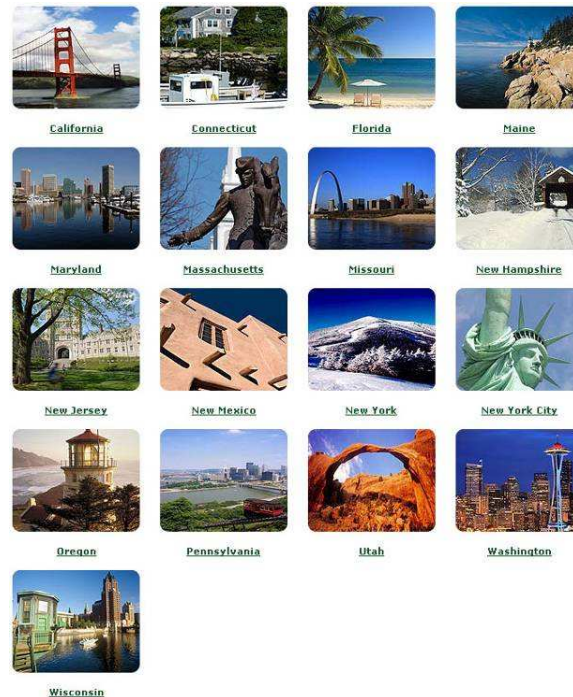 California Connecticut Florida Maine
Maryland Massachusetts Missouri New Hampshire
New Jersey New Mexico New York New York City
Oregon Pennsylvania Utah Washington
Wisconsin